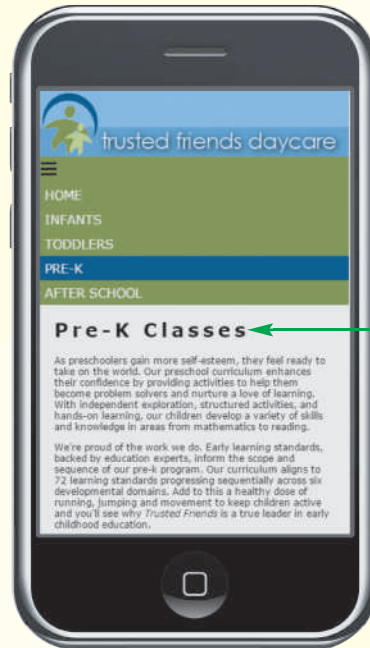 trusted friends daycare
HOME
INFANTS
TODDLERS
PRE-K
AFTER SCHOOL
Pre-K Classes
As preschoolers gain more self-esteem, they feel ready to
take on the world. Our preschool curriculum enhances
their confidence by providing activities to help them
become problem solvers and nurture a love of learning.
With independent exploration, structured activities, and
hands-on learning, our children develop a variety of skills
and knowledge in areas from mathematics to reading.
We're proud of the work we do. Early learning standards,
backed by education experts, inform the scope and
sequence of our pre-k program. Our curriculum aligns to
72 learning standards progressing sequentially across six
developmental domains. Add to this a healthy dose of
running, jumping and movement to keep children active
and you'll see why Trusted Friends is a true leader in early
childhood education.